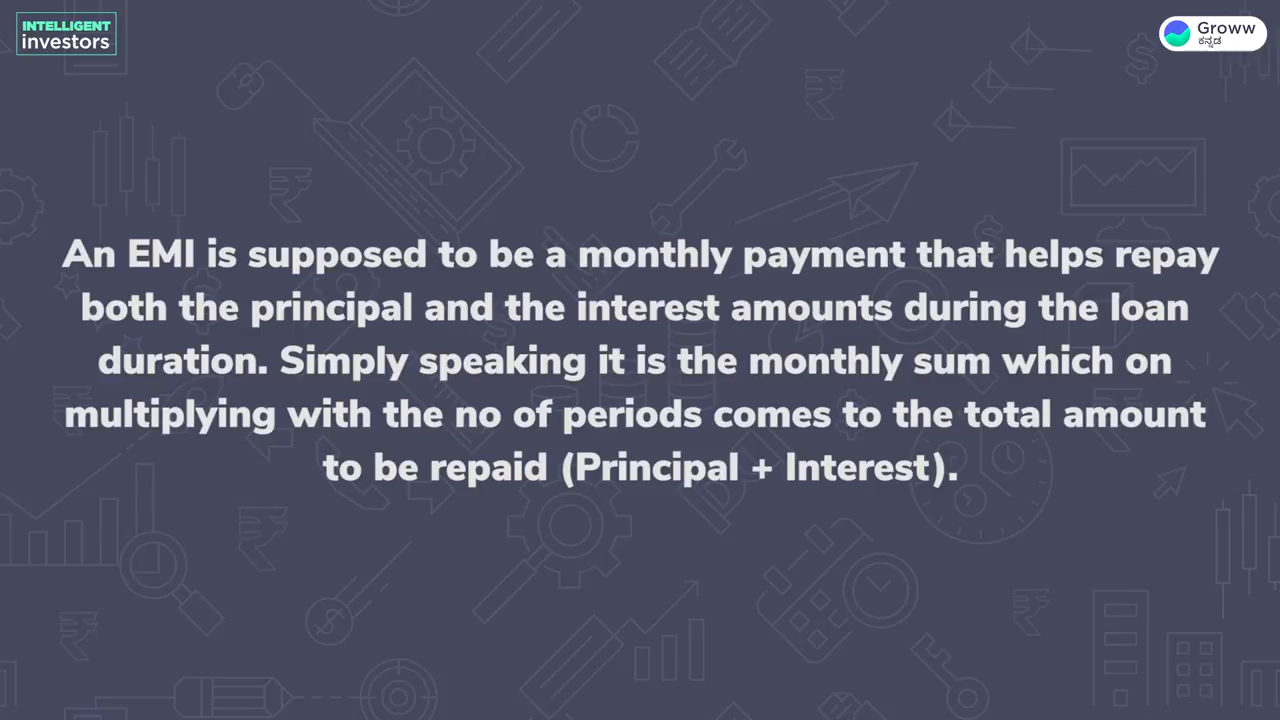 INTELLIGENT
investors
Groww
ಕನ್ನಡ
An EMI is supposed to be a monthly payment that helps repay
both the principal and the interest amounts during the loan
duration. Simply speaking it is the monthly sum which on
multiplying with the no of periods comes to the total amount
to be repaid (Principal + Interest).